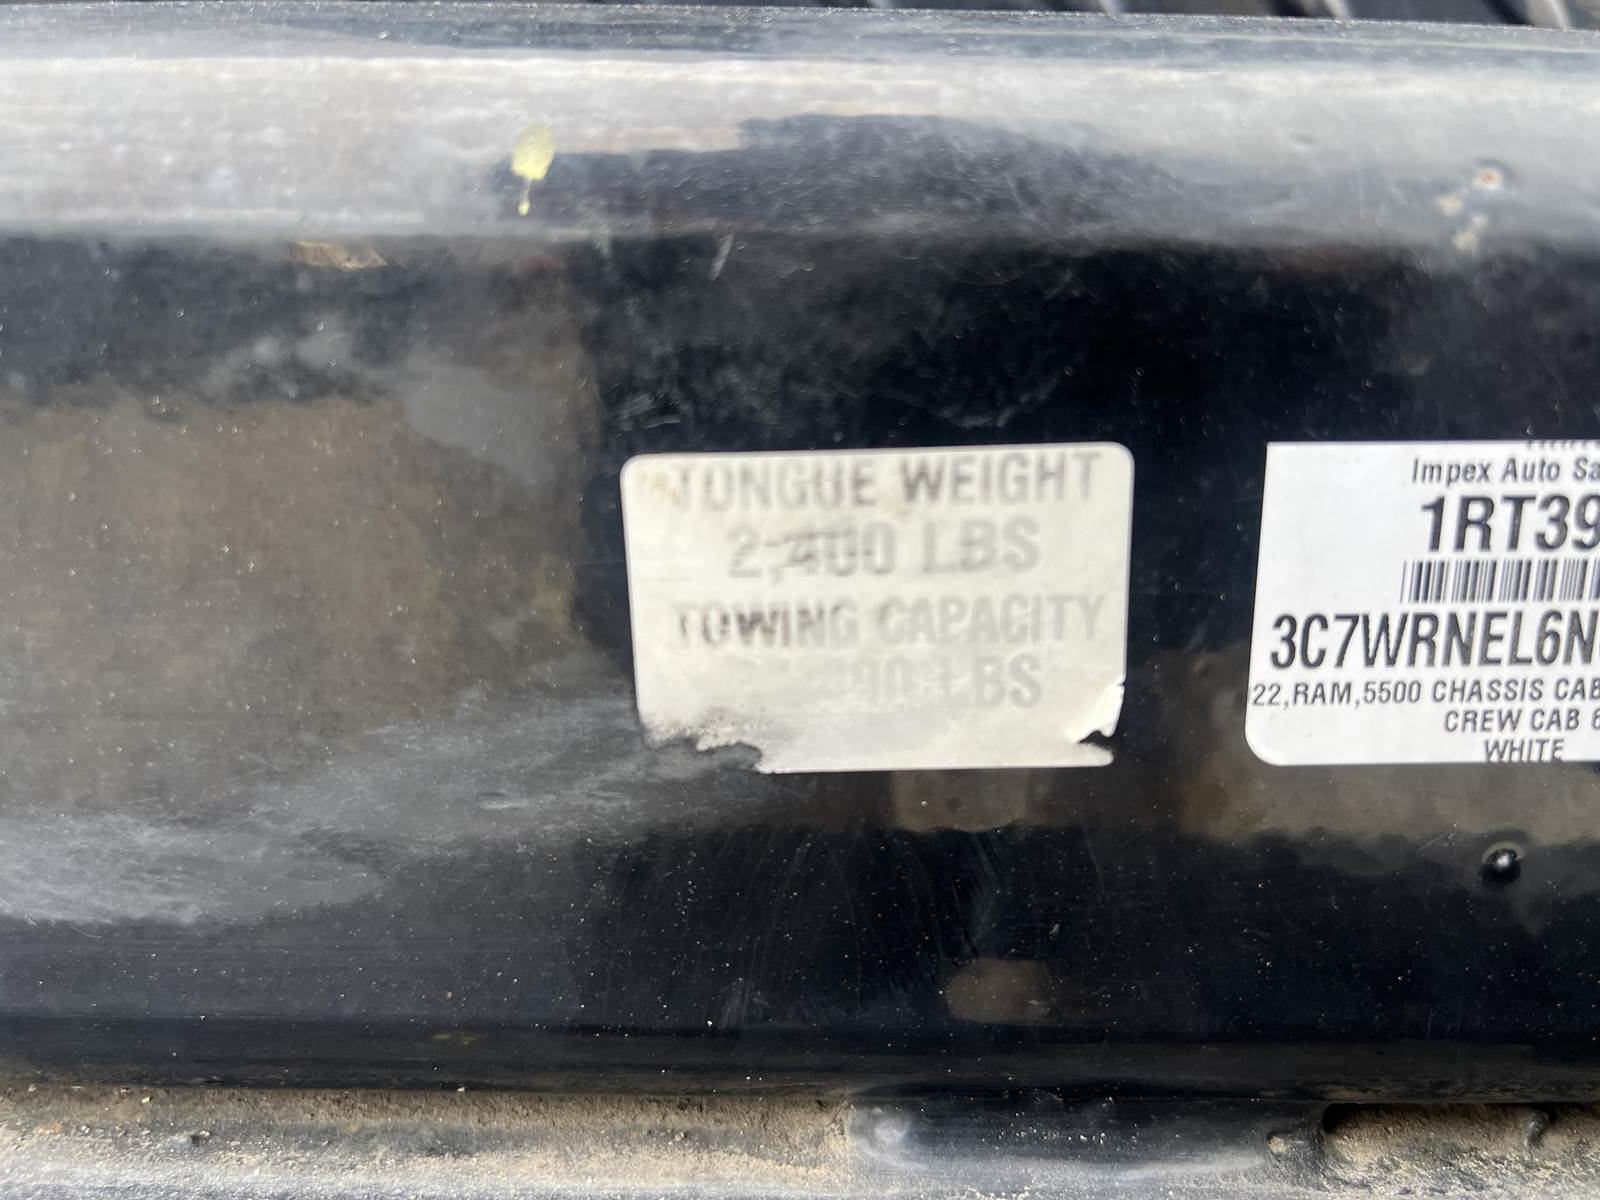 TONGUE WEIGHT
2,400 LBS
TOWING CAPACITY
LBS
Impex Auto Sa
1RT39
3C7WRNEL6N
22,RAM,5500 CHASSIS CAB
CREW CAB 6
WHITE